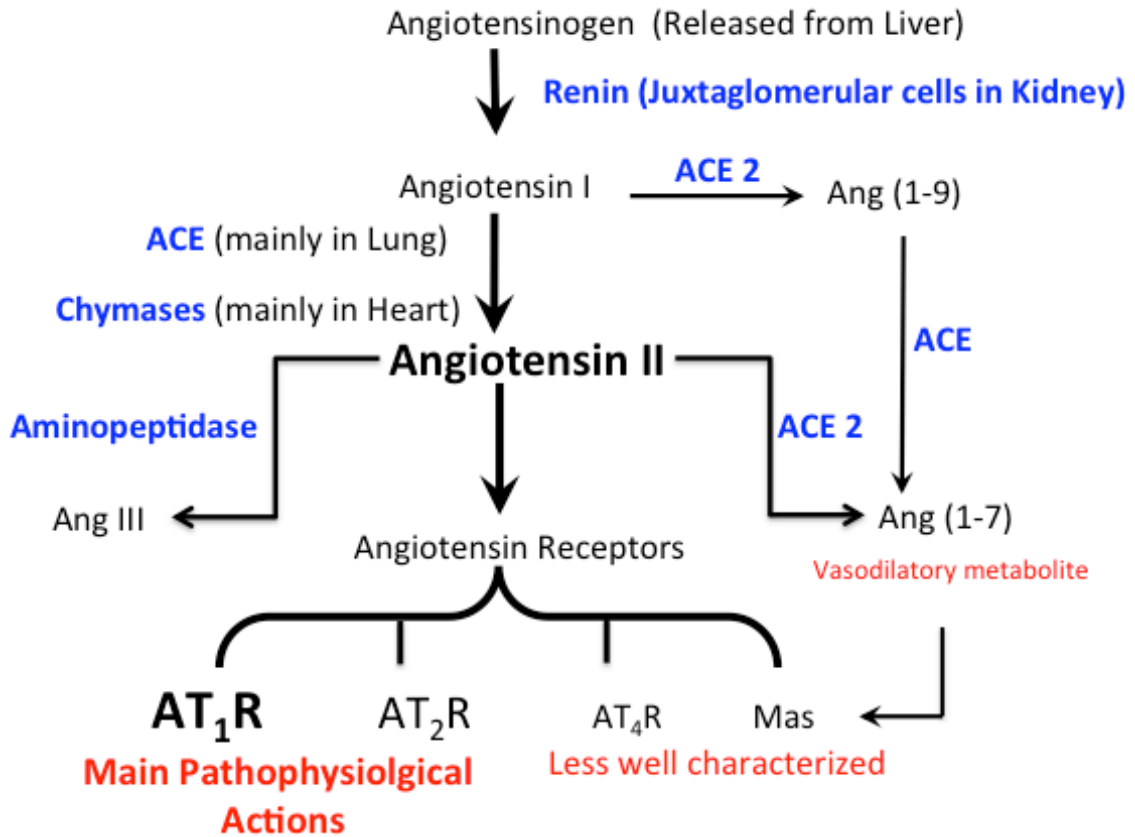 Angiotensinogen (Released from Liver)
Renin (Juxtaglomerular cells in Kidney)
Angiotensin I
ACE 2
Ang (1-9)
ACE (mainly in Lung)
Chymases (mainly in Heart)
Angiotensin II
ACE
Aminopeptidase
ACE 2
Ang III
Ang (1-7)
Angiotensin Receptors
Vasodilatory metabolite
AT₁R
AT₂R
AT₄R
Mas
Main Pathophysiolgical
Actions
Less well characterized